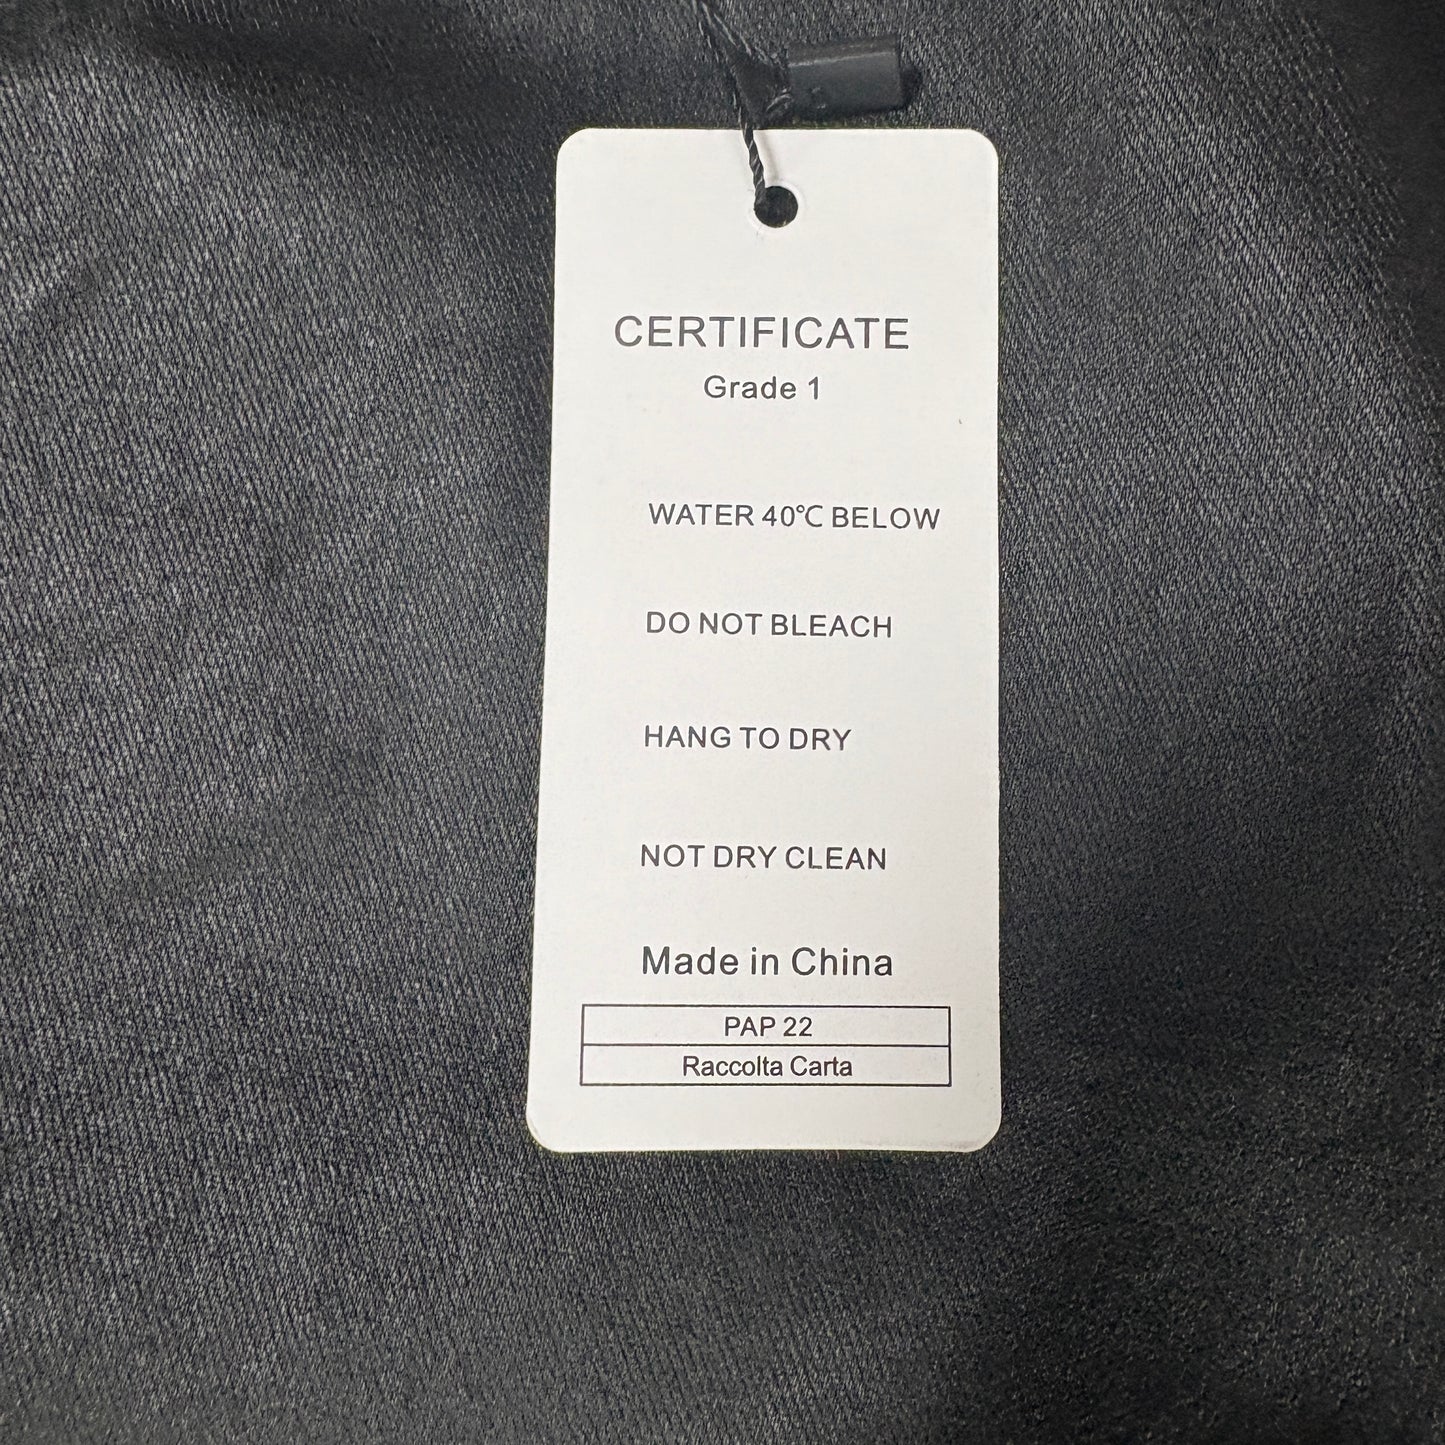 CERTIFICATE
Grade 1
WATER 40℃ BELOW
DO NOT BLEACH
HANG TO DRY
NOT DRY CLEAN
Made in China
PAP 22
Raccolta Carta